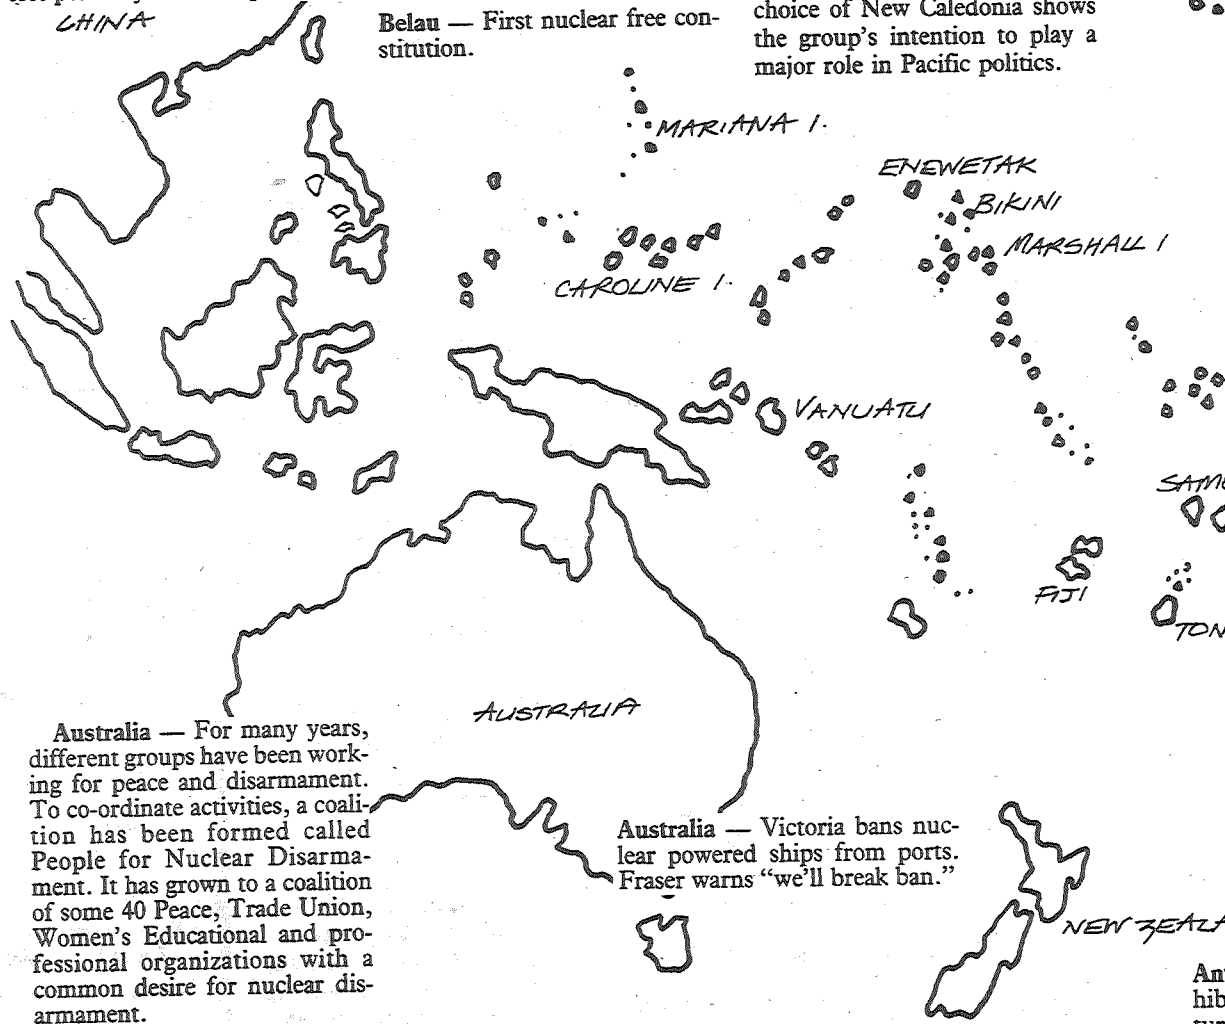 CHINA
Belau — First nuclear free con-
stitution.
choice of New Caledonia shows
the group's intention to play a
major role in Pacific politics.
MARIANA I.
ENEWETAK
BIKINI
MARSHALL I
CAROLINE I.
VANUATU
FIJI
AUSTRALIA
Australia — For many years,
different groups have been work-
ing for peace and disarmament.
To co-ordinate activities, a coali-
tion has been formed called
People for Nuclear Disarma-
ment. It has grown to a coalition
of some 40 Peace, Trade Union,
Women's Educational and pro-
fessional organizations with a
common desire for nuclear dis-
armament.
Australia — Victoria bans nuc-
lear powered ships from ports.
Fraser warns "we'll break ban."
NEW